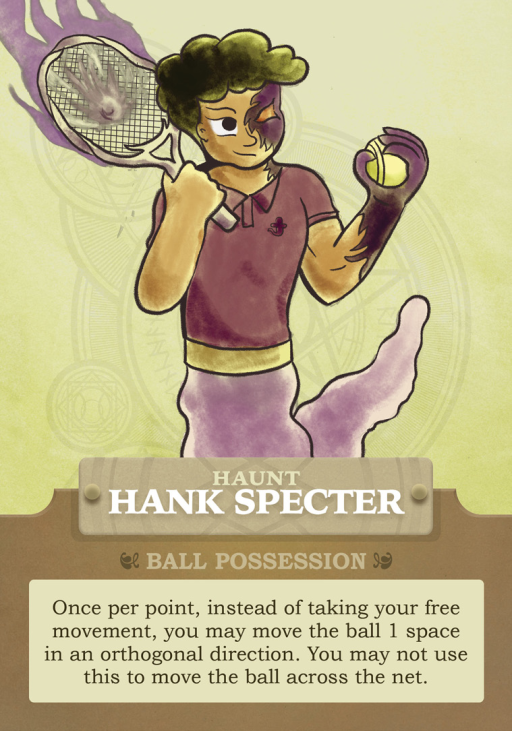 HAUNT
HANK SPECTER
BALL POSSESSION
Once per point, instead of taking your free
movement, you may move the ball 1 space
in an orthogonal direction. You may not use
this to move the ball across the net.